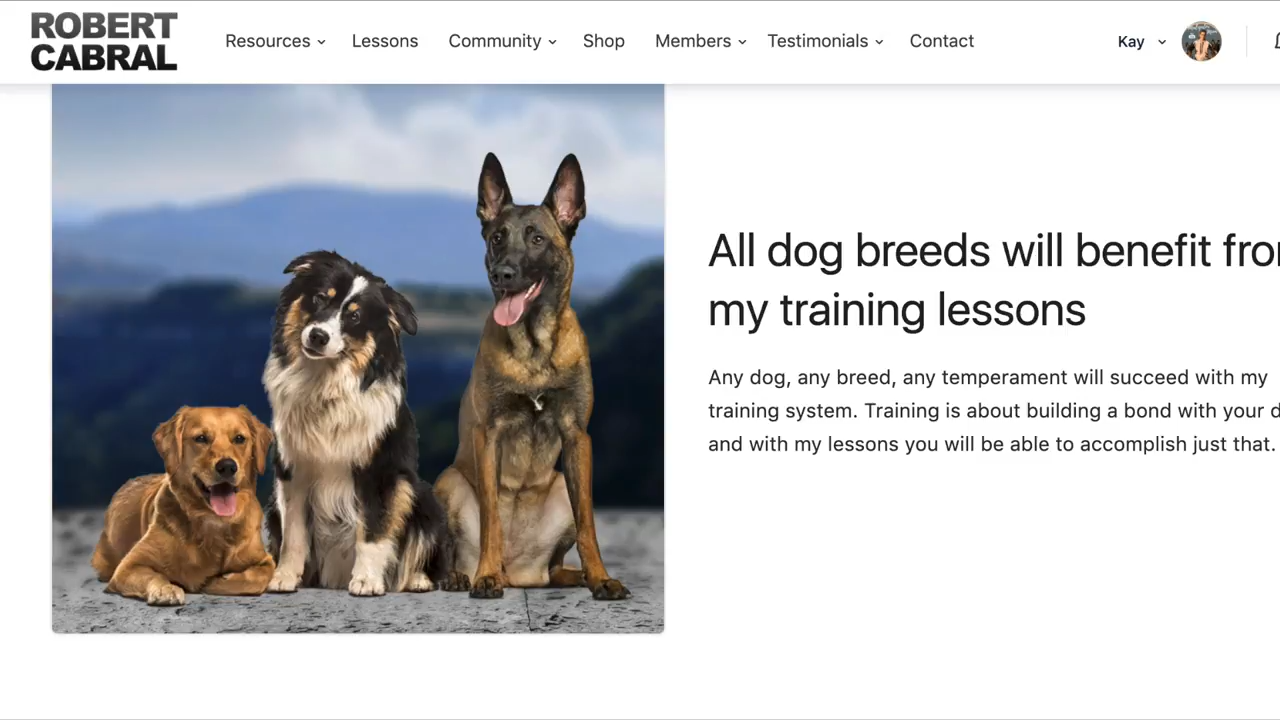 ROBERT
CABRAL
Resources
Lessons
Community
Shop
Members
Testimonials
Contact
Kay
All dog breeds will benefit fro
my training lessons
Any dog, any breed, any temperament will succeed with my
training system. Training is about building a bond with your d
and with my lessons you will be able to accomplish just that.